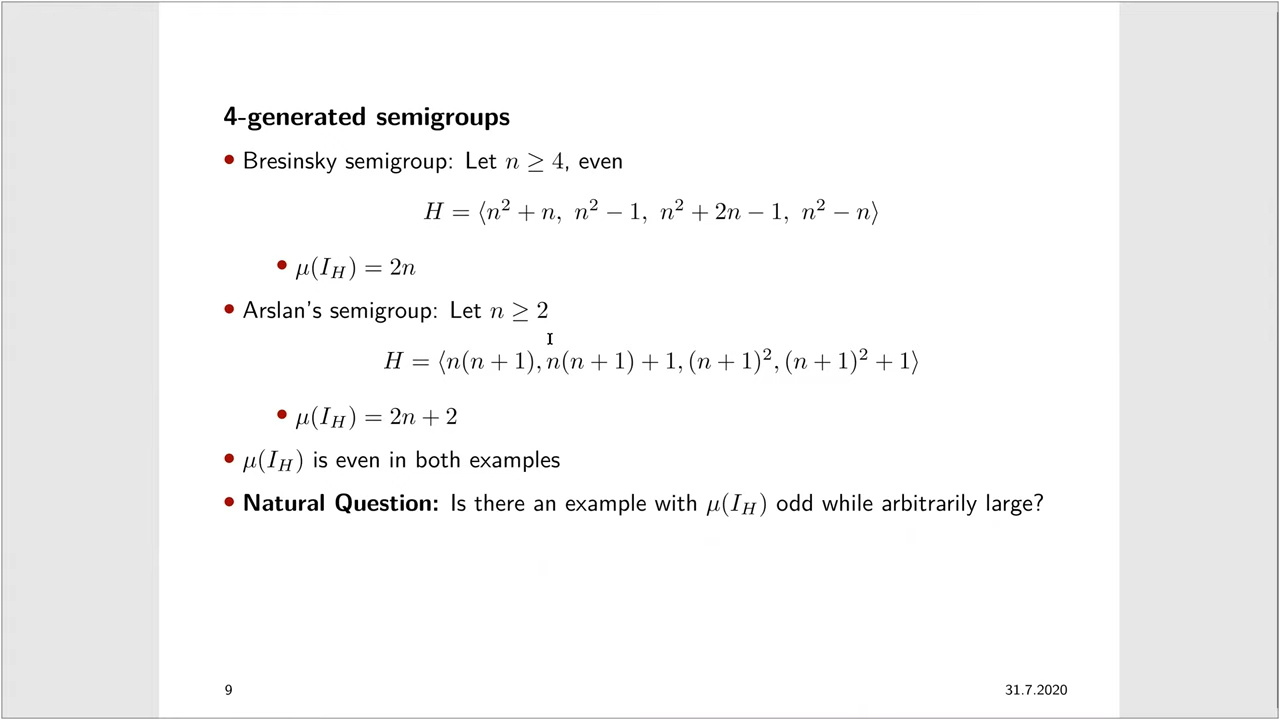 4-generated semigroups
• Bresinsky semigroup: Let n ≥ 4, even
H = ⟨n² + n, n² − 1, n² + 2n − 1, n² − n⟩
• μ(I_H) = 2n
• Arslan's semigroup: Let n ≥ 2
H = ⟨n(n + 1), n(n + 1) + 1, (n + 1)², (n + 1)² + 1⟩
• μ(I_H) = 2n + 2
• μ(I_H) is even in both examples
• Natural Question: Is there an example with μ(I_H) odd while arbitrarily large?
9 31.7.2020